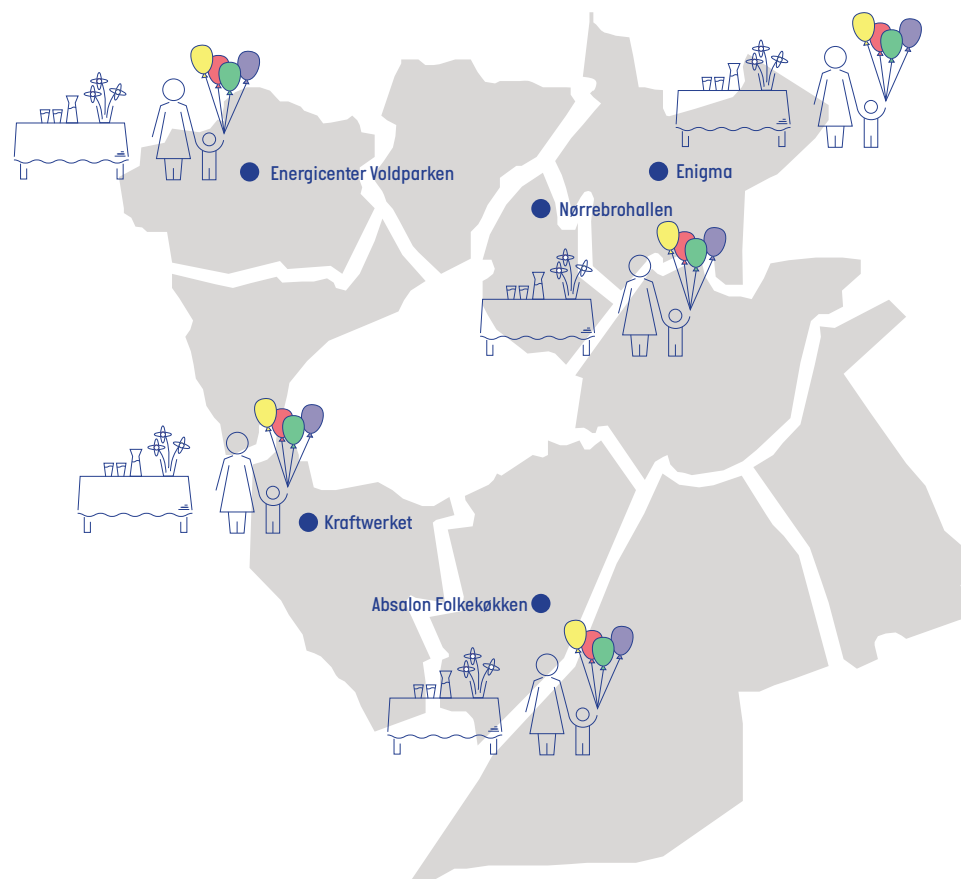 Energicenter Voldparken
Enigma
Nørrebrohallen
Kraftwerket
Absalon Folkekøkken